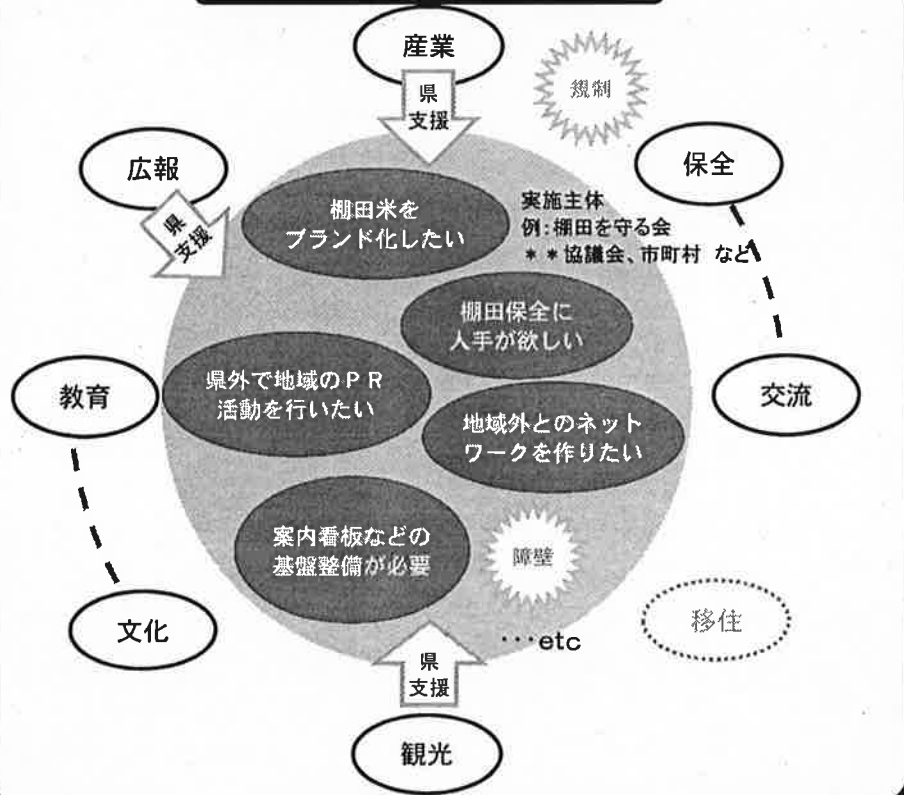 産業
規制
県
支援
広報
保全
県
支援
棚田米を
ブランド化したい
実施主体
例:棚田を守る会
**協議会、市町村 など
棚田保全に
人手が欲しい
教育
県外で地域のPR
活動を行いたい
交流
地域外とのネット
ワークを作りたい
案内看板などの
基盤整備が必要
障壁
文化
移住
・・・etc
県
支援
観光